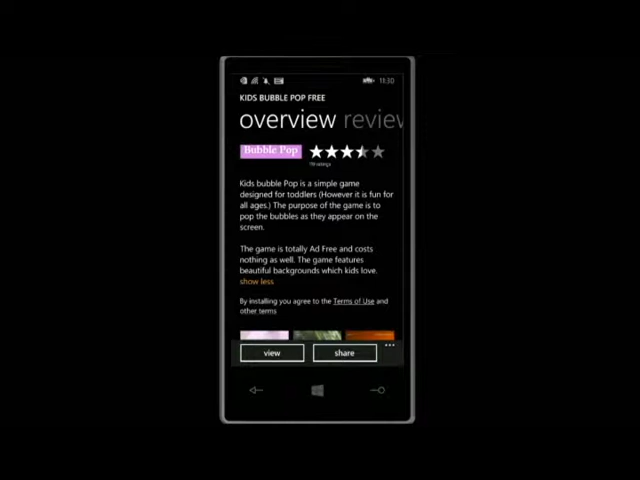 11:30
KIDS BUBBLE POP FREE
overview review
Bubble Pop
ratings
Kids bubble Pop is a simple game
designed for toddlers (However it is fun for
all ages.) The purpose of the game is to
pop the bubbles as they appear on the
screen.
The game is totally Ad Free and costs
nothing as well. The game features
beautiful backgrounds which kids love.
show less
By installing you agree to the Terms of Use and
other terms
view
share